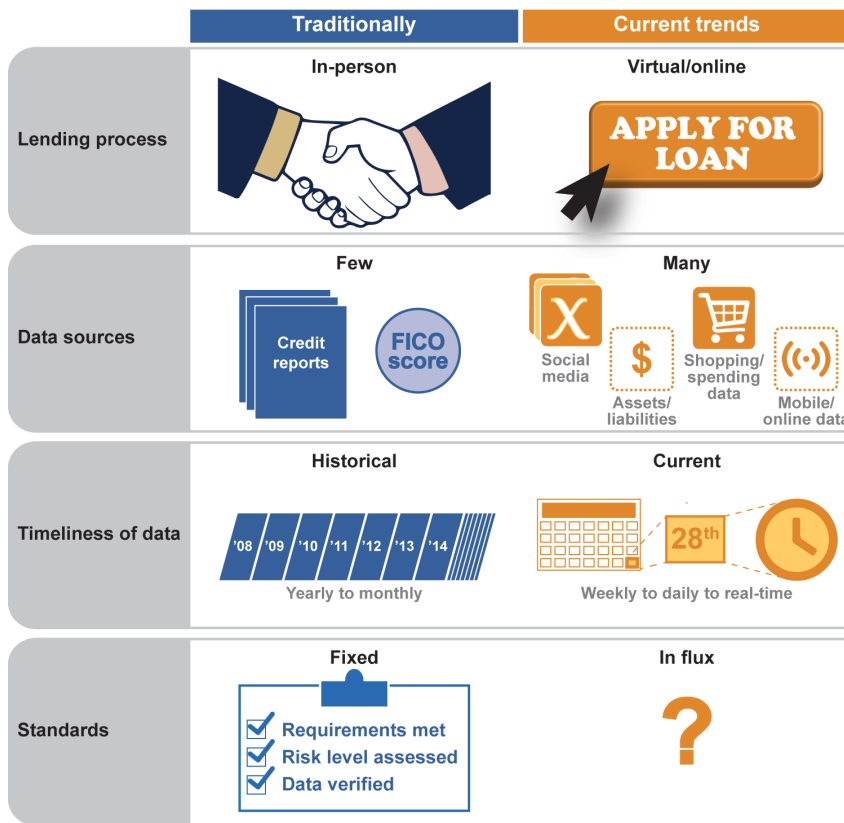 Traditionally
Current trends
Lending process
In-person
Virtual/online
APPLY FOR
LOAN
Data sources
Few
Credit
reports
FICO
score
Many
X
Social
media
$
Assets/
liabilities
Shopping/
spending
data
Mobile/
online data
Timeliness of data
Historical
'08
'09
'10
'11
'12
'13
'14
Yearly to monthly
Current
28th
Weekly to daily to real-time
Standards
Fixed
Requirements met
Risk level assessed
Data verified
In flux
?